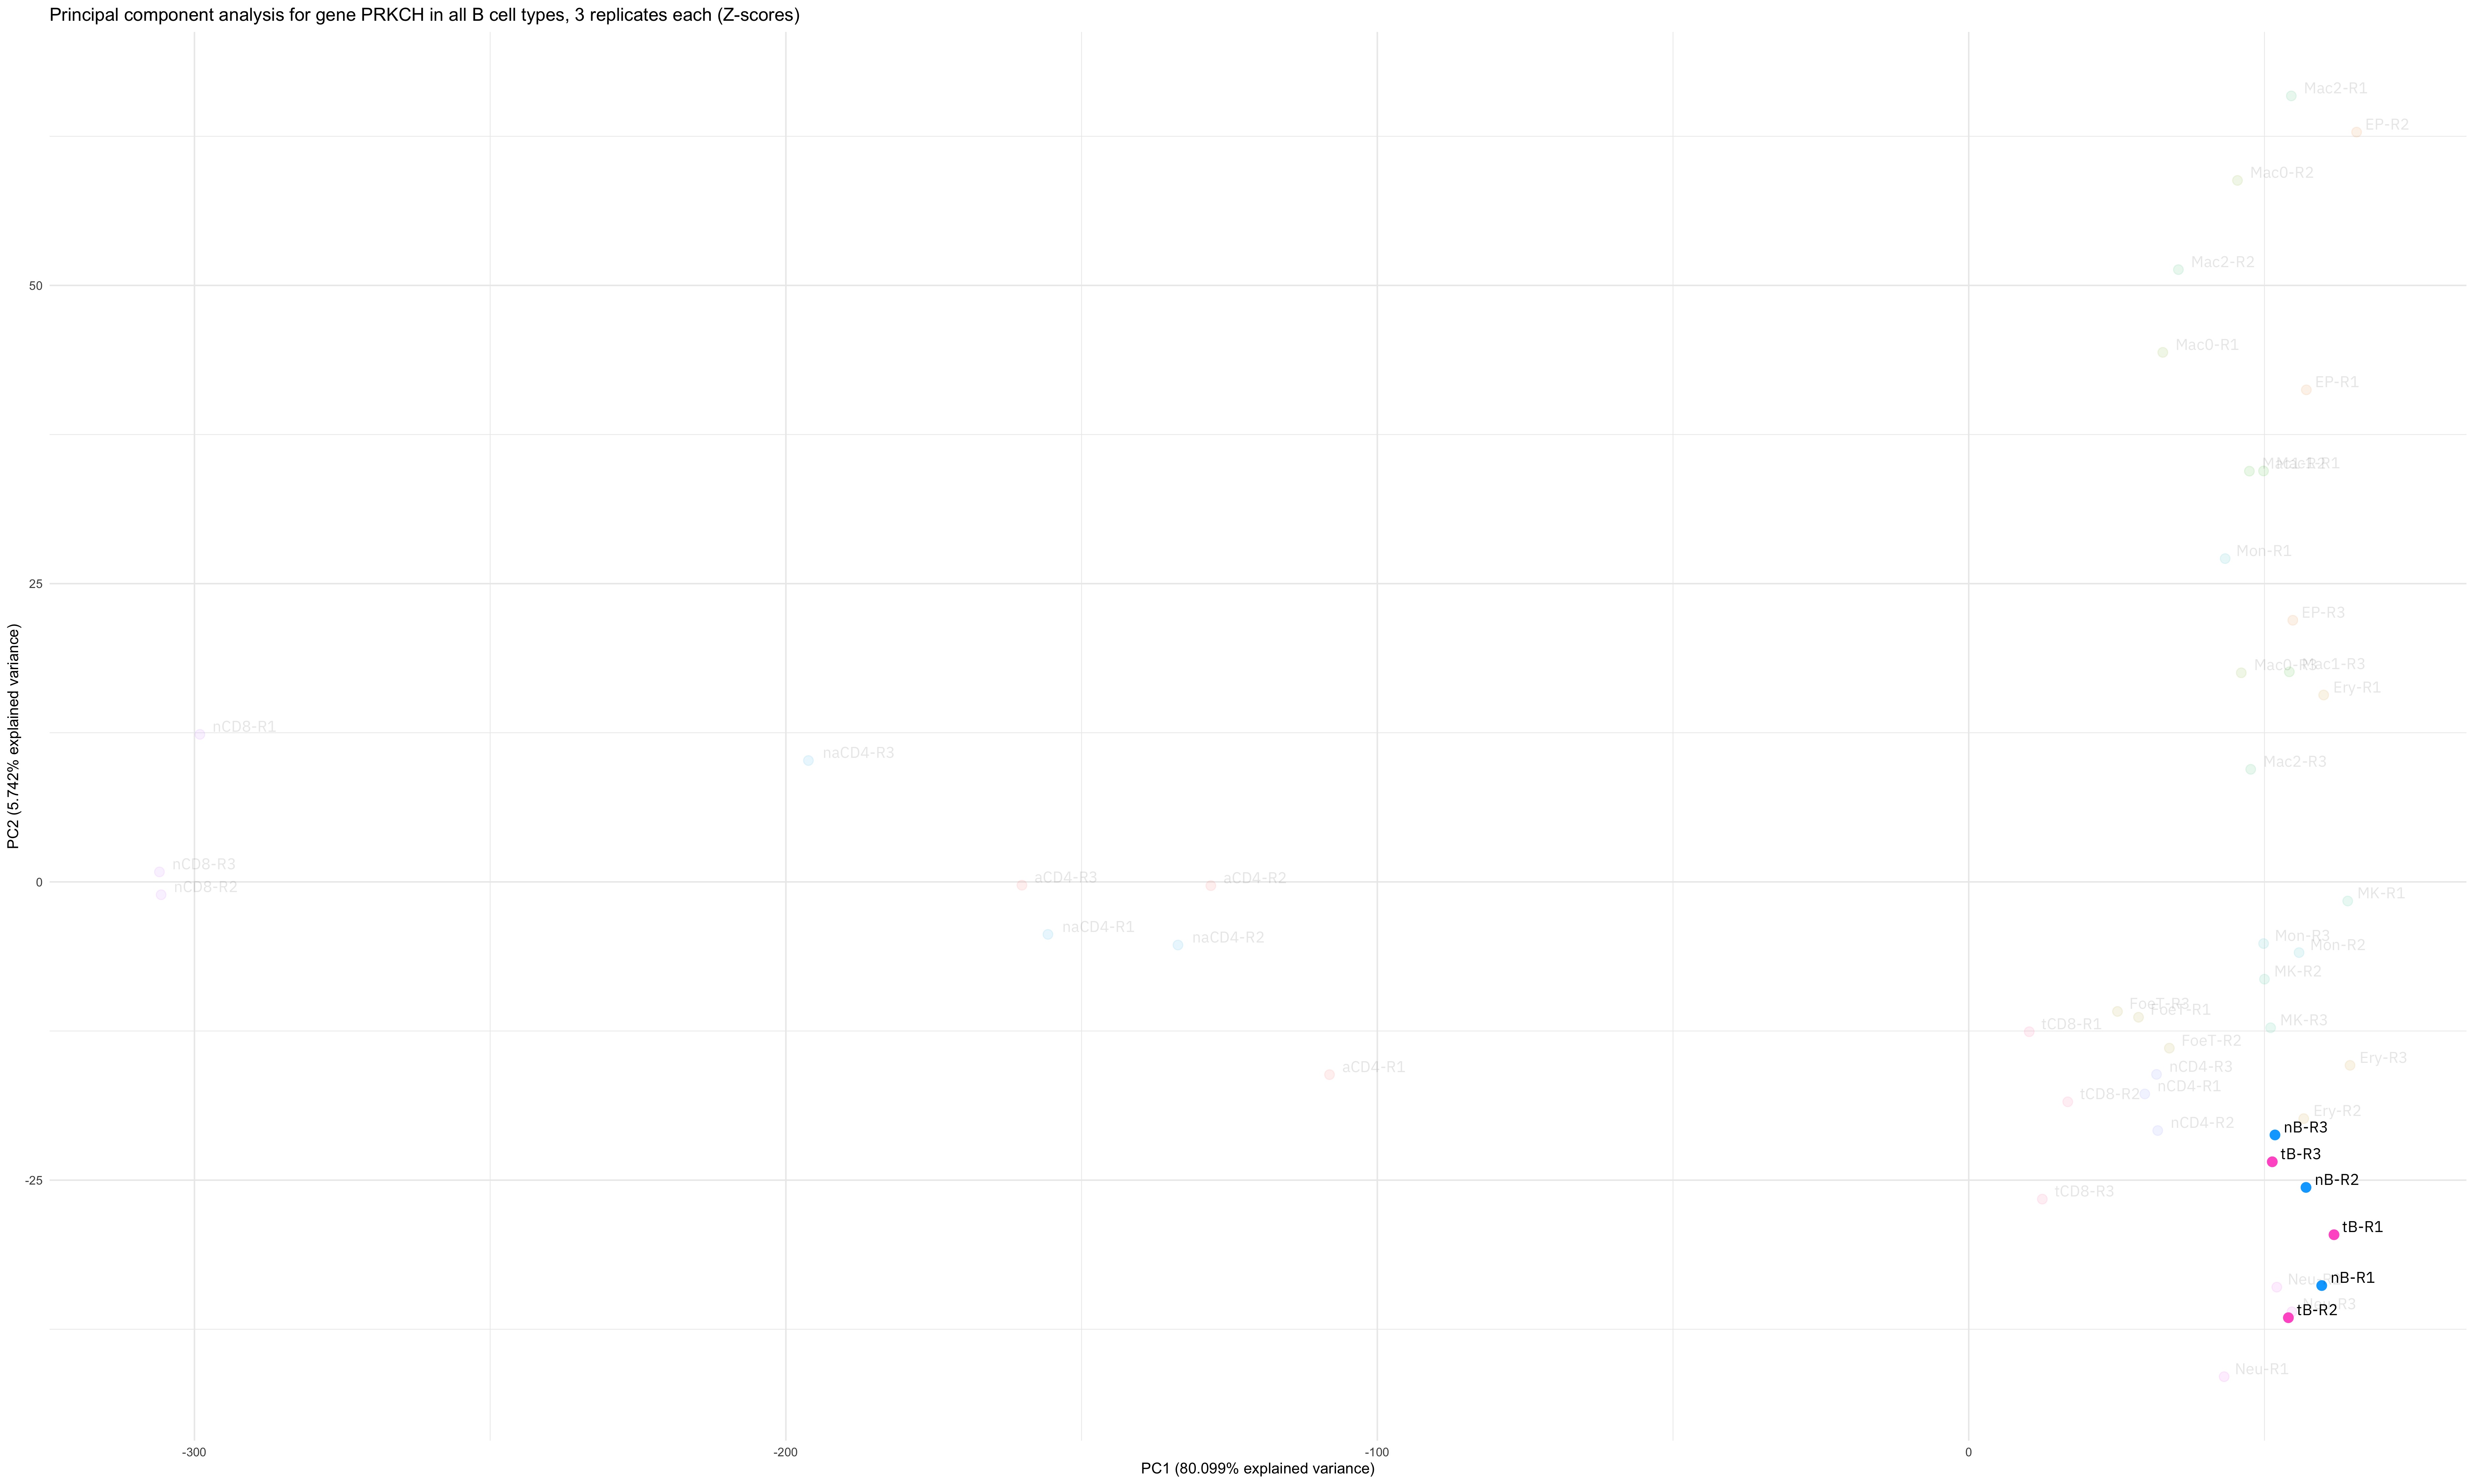 Principal component analysis for gene PRKCH in all B cell types, 3 replicates each (Z-scores)
Mac2-R1
EP-R2
Mac0-R2
Mac2-R2
50
Mac0-R1
EP-R1
Mac1-R1
Mon-R1
25
EP-R3
Mac0-R3
Mac1-R3
Ery-R1
nCD8-R1
naCD4-R3
Mac2-R3
PC2 (5.742% explained variance)
nCD8-R3
nCD8-R2
0
aCD4-R3
aCD4-R2
MK-R1
naCD4-R1
naCD4-R2
Mon-R3
Mon-R2
MK-R2
FoeT-R3
FoeT-R1
tCD8-R1
MK-R3
FoeT-R2
Ery-R3
aCD4-R1
nCD4-R3
nCD4-R1
tCD8-R2
Ery-R2
nCD4-R2
nB-R3
tB-R3
-25
nB-R2
tCD8-R3
tB-R1
nB-R1
tB-R2
Neu-R1
-300
-200
-100
0
PC1 (80.099% explained variance)